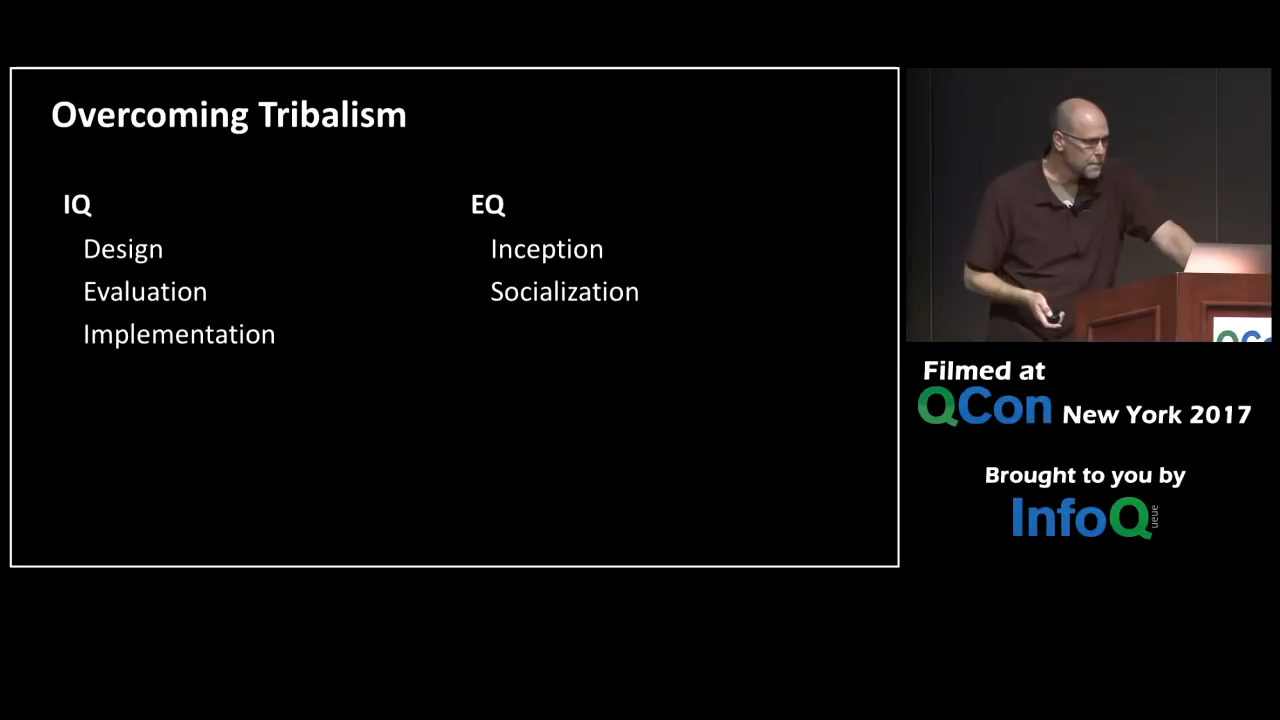 Overcoming Tribalism
IQ
Design
Evaluation
Implementation
EQ
Inception
Socialization
Filmed at
QCon New York 2017
Brought to you by
InfoQ
ueue